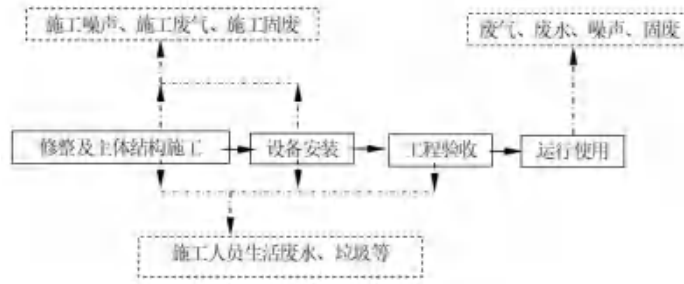 施工噪声、施工废气、施工固废
废气、废水、噪声、固废
修整及主体结构施工
设备安装
工程验收
运行使用
施工人员生活废水、垃圾等